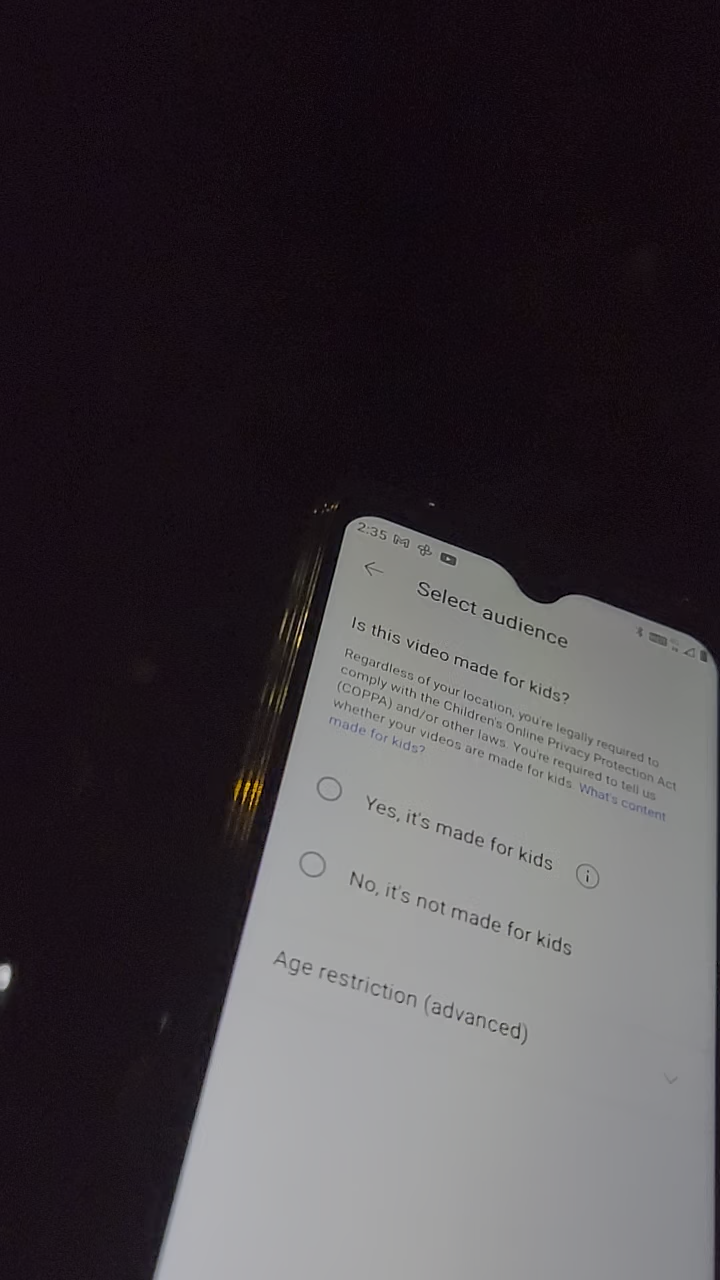 2:35
Select audience
Is this video made for kids?
Regardless of your location, you're legally required to
comply with the Children's Online Privacy Protection Act
(COPPA) and/or other laws. You're required to tell us
whether your videos are made for kids. What's content
made for kids?
Yes, it's made for kids
No, it's not made for kids
Age restriction (advanced)